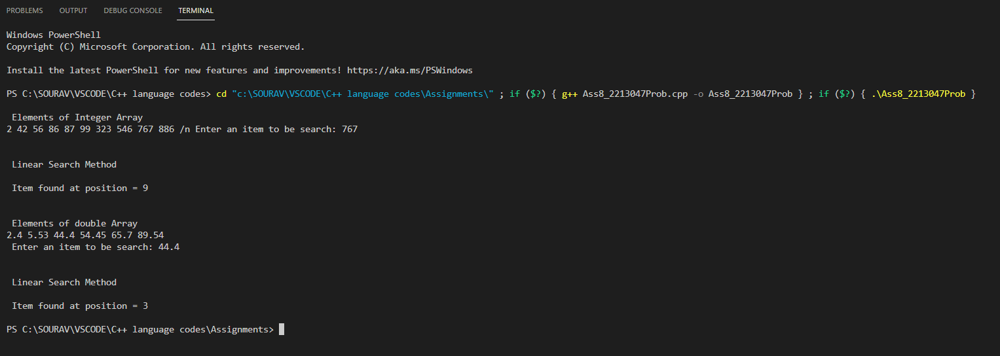 PROBLEMS OUTPUT DEBUG CONSOLE TERMINAL
Windows PowerShell
Copyright (C) Microsoft Corporation. All rights reserved.
Install the latest PowerShell for new features and improvements! https://aka.ms/PSWindows
PS C:\SOURAV\VSCODE\C++ language codes> cd "c:\SOURAV\VSCODE\C++ language codes\Assignments\" ; if ($?) { g++ Ass8_2213047Prob.cpp -o Ass8_2213047Prob } ; if ($?) { .\Ass8_2213047Prob }
Elements of Integer Array
2 42 56 86 87 99 323 546 767 886 /n Enter an item to be search: 767
Linear Search Method
Item found at position = 9
Elements of double Array
2.4 5.53 44.4 54.45 65.7 89.54
Enter an item to be search: 44.4
Linear Search Method
Item found at position = 3
PS C:\SOURAV\VSCODE\C++ language codes\Assignments>